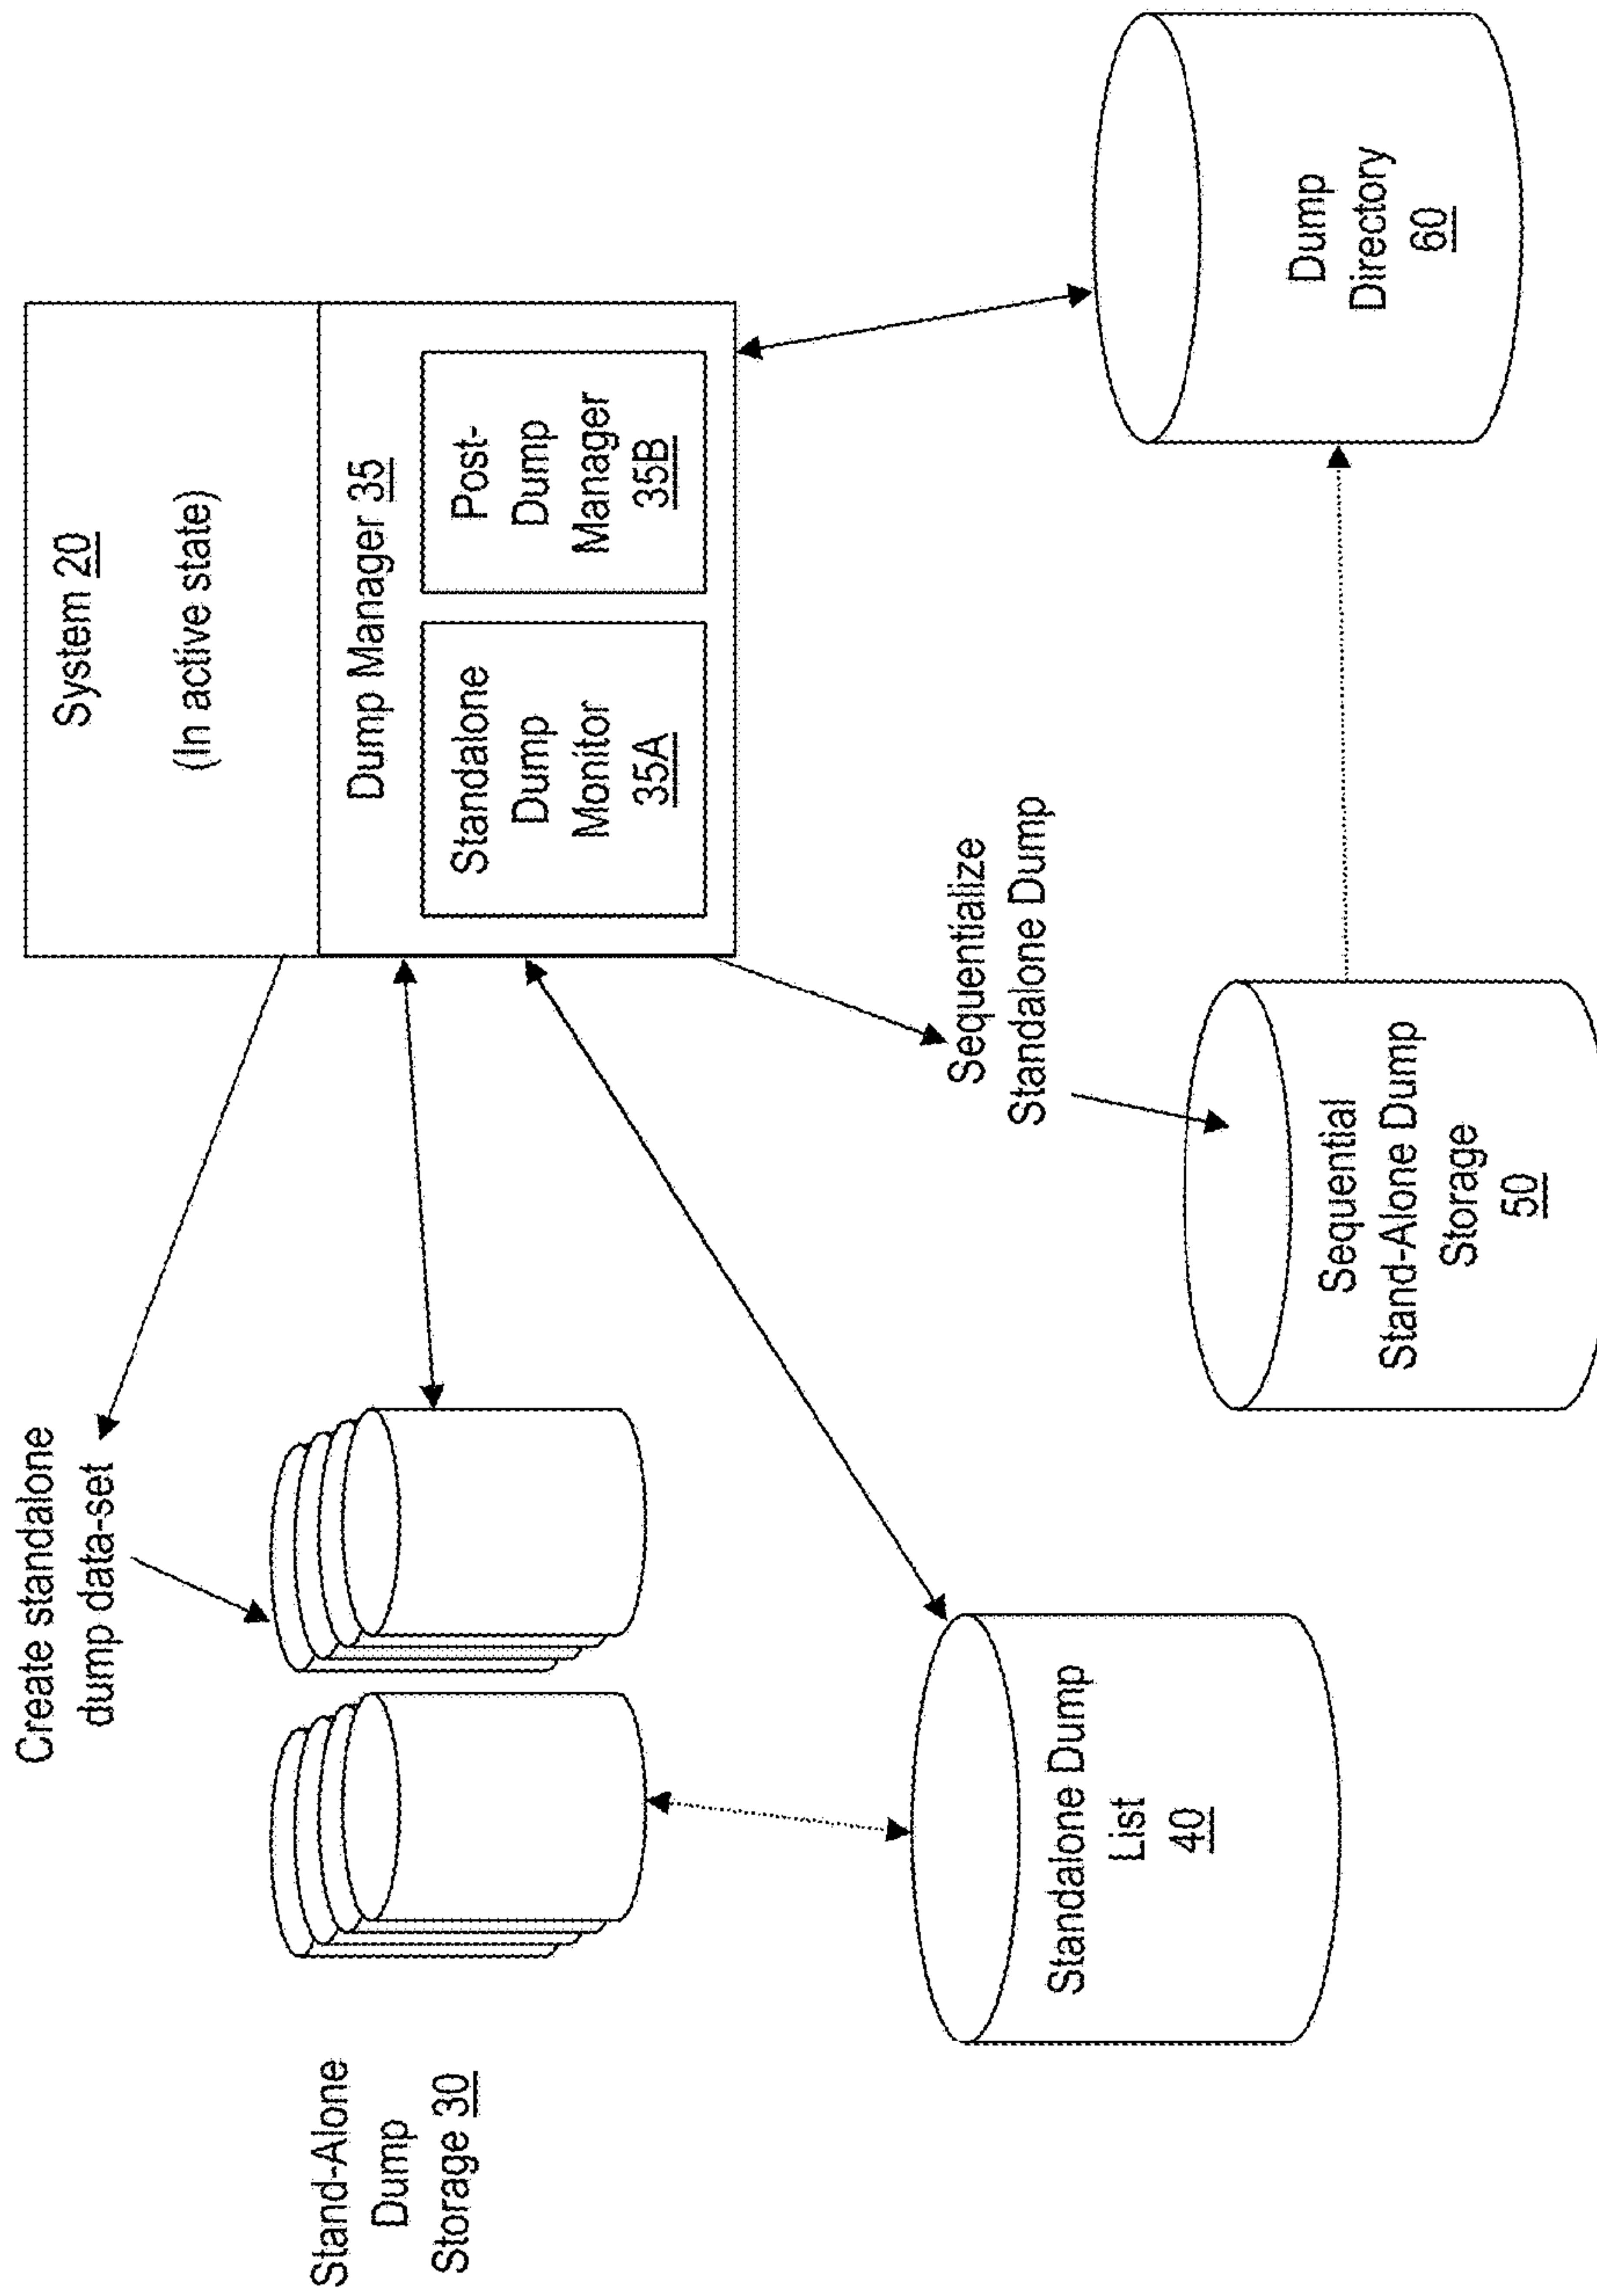 Create standalone
dump data-set
System 20
(In active state)
Dump Manager 35
Standalone
Dump
Monitor
35A
Post-
Dump
Manager
35B
Stand-Alone
Dump
Storage 30
Standalone Dump
List
40
Sequentialize
Standalone Dump
Sequential
Stand-Alone Dump
Storage
50
Dump
Directory
60